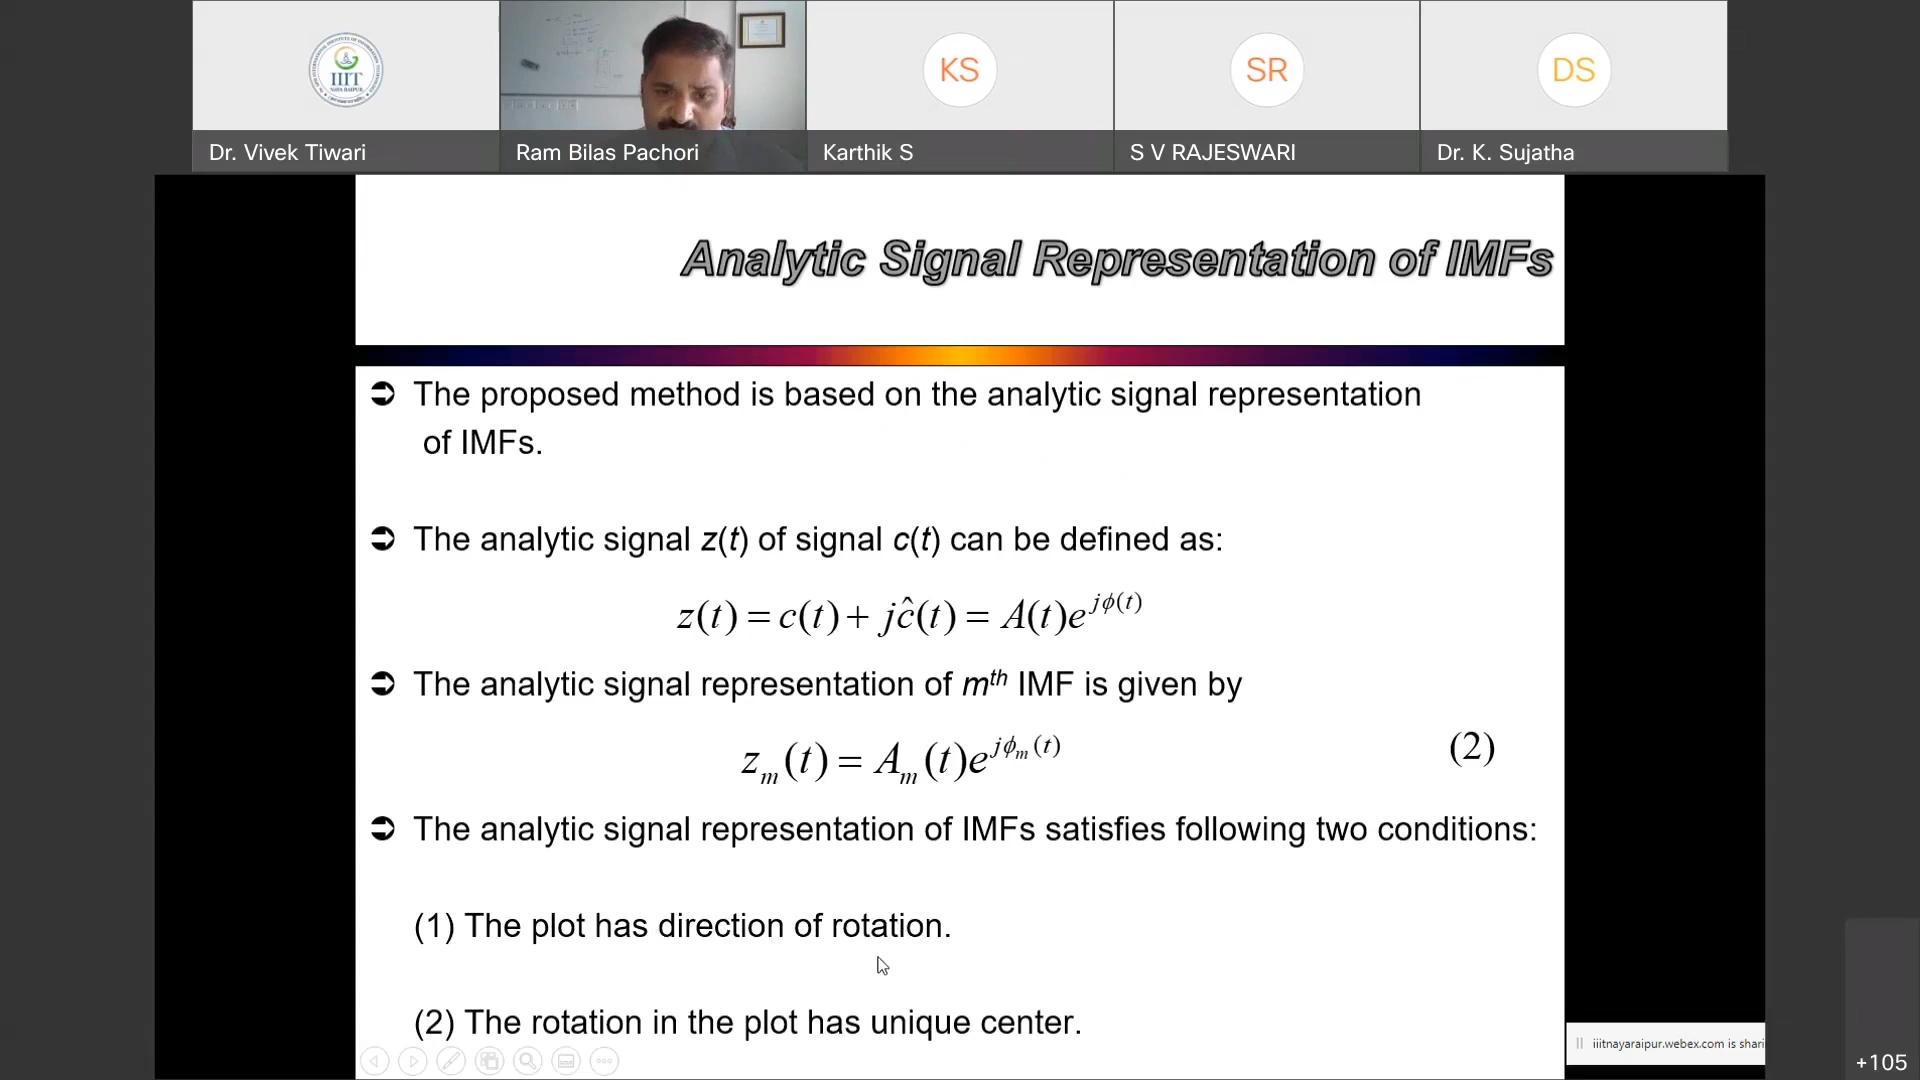 IIIT
NAYA RAIPUR
KS
SR
DS
Dr. Vivek Tiwari
Ram Bilas Pachori
Karthik S
S V RAJESWARI
Dr. K. Sujatha
Analytic Signal Representation of IMFs
➲ The proposed method is based on the analytic signal representation
of IMFs.
➲ The analytic signal z(t) of signal c(t) can be defined as:
z(t) = c(t) + jĉ(t) = A(t)e^{jϕ(t)}
➲ The analytic signal representation of m^{th} IMF is given by
z_m(t) = A_m(t)e^{jϕ_m(t)} (2)
➲ The analytic signal representation of IMFs satisfies following two conditions:
(1) The plot has direction of rotation.
(2) The rotation in the plot has unique center.
iiitnayaraipur.webex.com is shari
+105